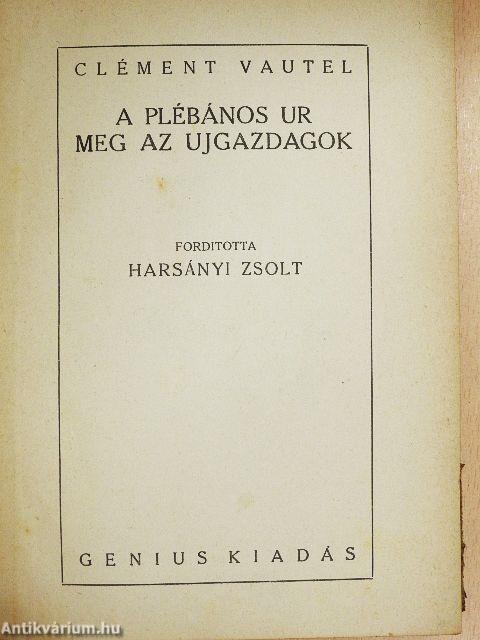 CLÉMENT VAUTEL
A PLÉBÁNOS UR
MEG AZ UJGAZDAGOK
FORDITOTTA
HARSÁNYI ZSOLT
GENIUS KIADÁS
Antikvárium.hu